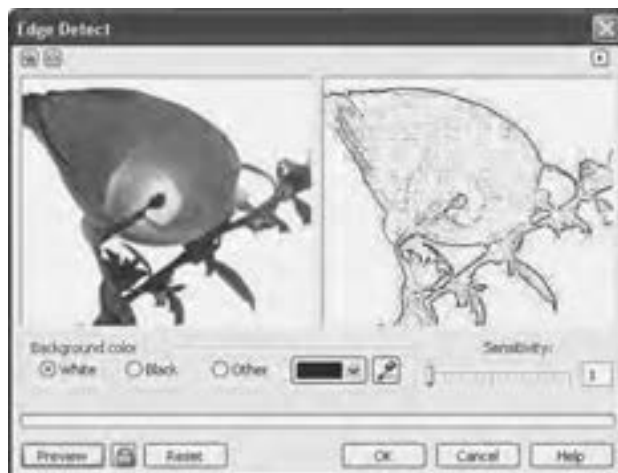 Edge Detect
Background color
Sensitivity:
White Black Other
1
Preview Reset OK Cancel Help